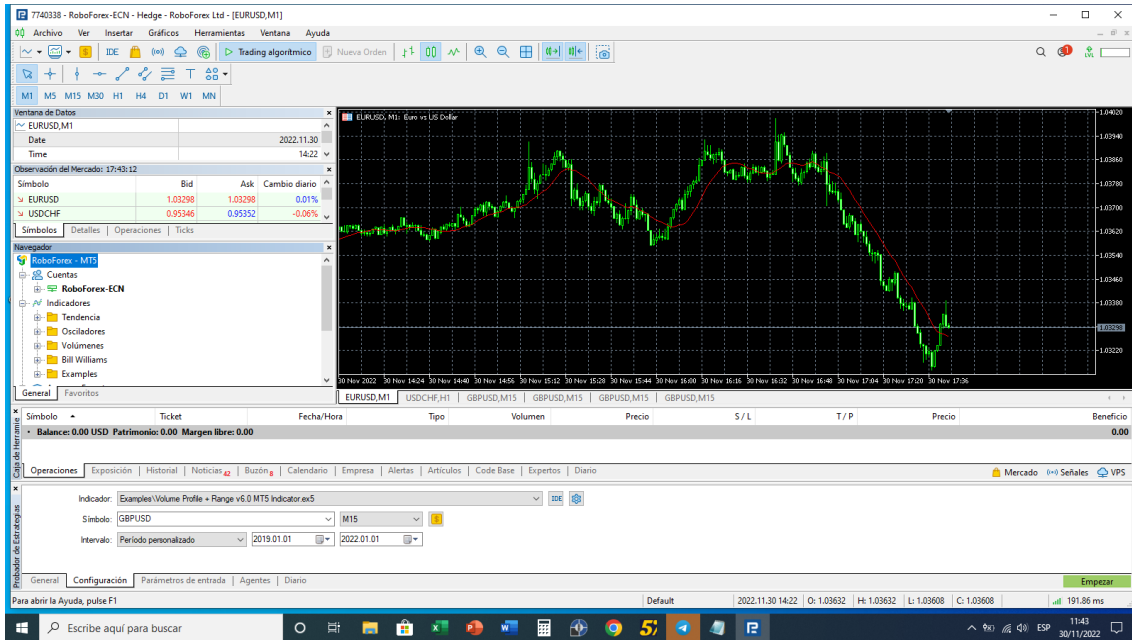 7740338 - RoboForex-ECN - Hedge - RoboForex Ltd - [EURUSD,M1]
Archivo Ver Insertar Gráficos Herramientas Ventana Ayuda
IDE Trading algorítmico Nueva Orden
M1 M5 M15 M30 H1 H4 D1 W1 MN
Ventana de Datos
EURUSD,M1
Date 2022.11.30
Time 14:22
Observación del Mercado: 17:43:12
Símbolo Bid Ask Cambio diario
EURUSD 1.03298 1.03298 0.01%
USDCHF 0.95346 0.95352 -0.06%
Símbolos Detalles Operaciones Ticks
Navegador
RoboForex - MT5
Cuentas
RoboForex-ECN
Indicadores
Tendencia
Osciladores
Volúmenes
Bill Williams
Examples
General Favoritos
EURUSD, M1: Euro vs US Dollar
1.04020
1.03940
1.03860
1.03780
1.03700
1.03620
1.03540
1.03460
1.03380
1.03298
1.03220
30 Nov 2022 30 Nov 14:24 30 Nov 14:40 30 Nov 14:56 30 Nov 15:12 30 Nov 15:28 30 Nov 15:44 30 Nov 16:00 30 Nov 16:16 30 Nov 16:32 30 Nov 16:48 30 Nov 17:04 30 Nov 17:20 30 Nov 17:36
EURUSD,M1 USDCHF,H1 GBPUSD,M15 GBPUSD,M15 GBPUSD,M15 GBPUSD,M15
Símbolo Ticket Fecha/Hora Tipo Volumen Precio S / L T / P Precio Beneficio
Balance: 0.00 USD Patrimonio: 0.00 Margen libre: 0.00 0.00
Operaciones Exposición Historial Noticias 42 Buzón 8 Calendario Empresa Alertas Artículos Code Base Expertos Diario Mercado Señales VPS
Caja de Herramie
Indicador: Examples\Volume Profile + Range v6.0 MT5 Indicator.ex5 IDE
Símbolo: GBPUSD M15
Intervalo: Período personalizado 2019.01.01 2022.01.01
Probador de Estrategias
General Configuración Parámetros de entrada Agentes Diario Empezar
Para abrir la Ayuda, pulse F1 Default 2022.11.30 14:22 O: 1.03632 H: 1.03632 L: 1.03608 C: 1.03608 191.86 ms
Escribe aquí para buscar ESP 11:43
30/11/2022